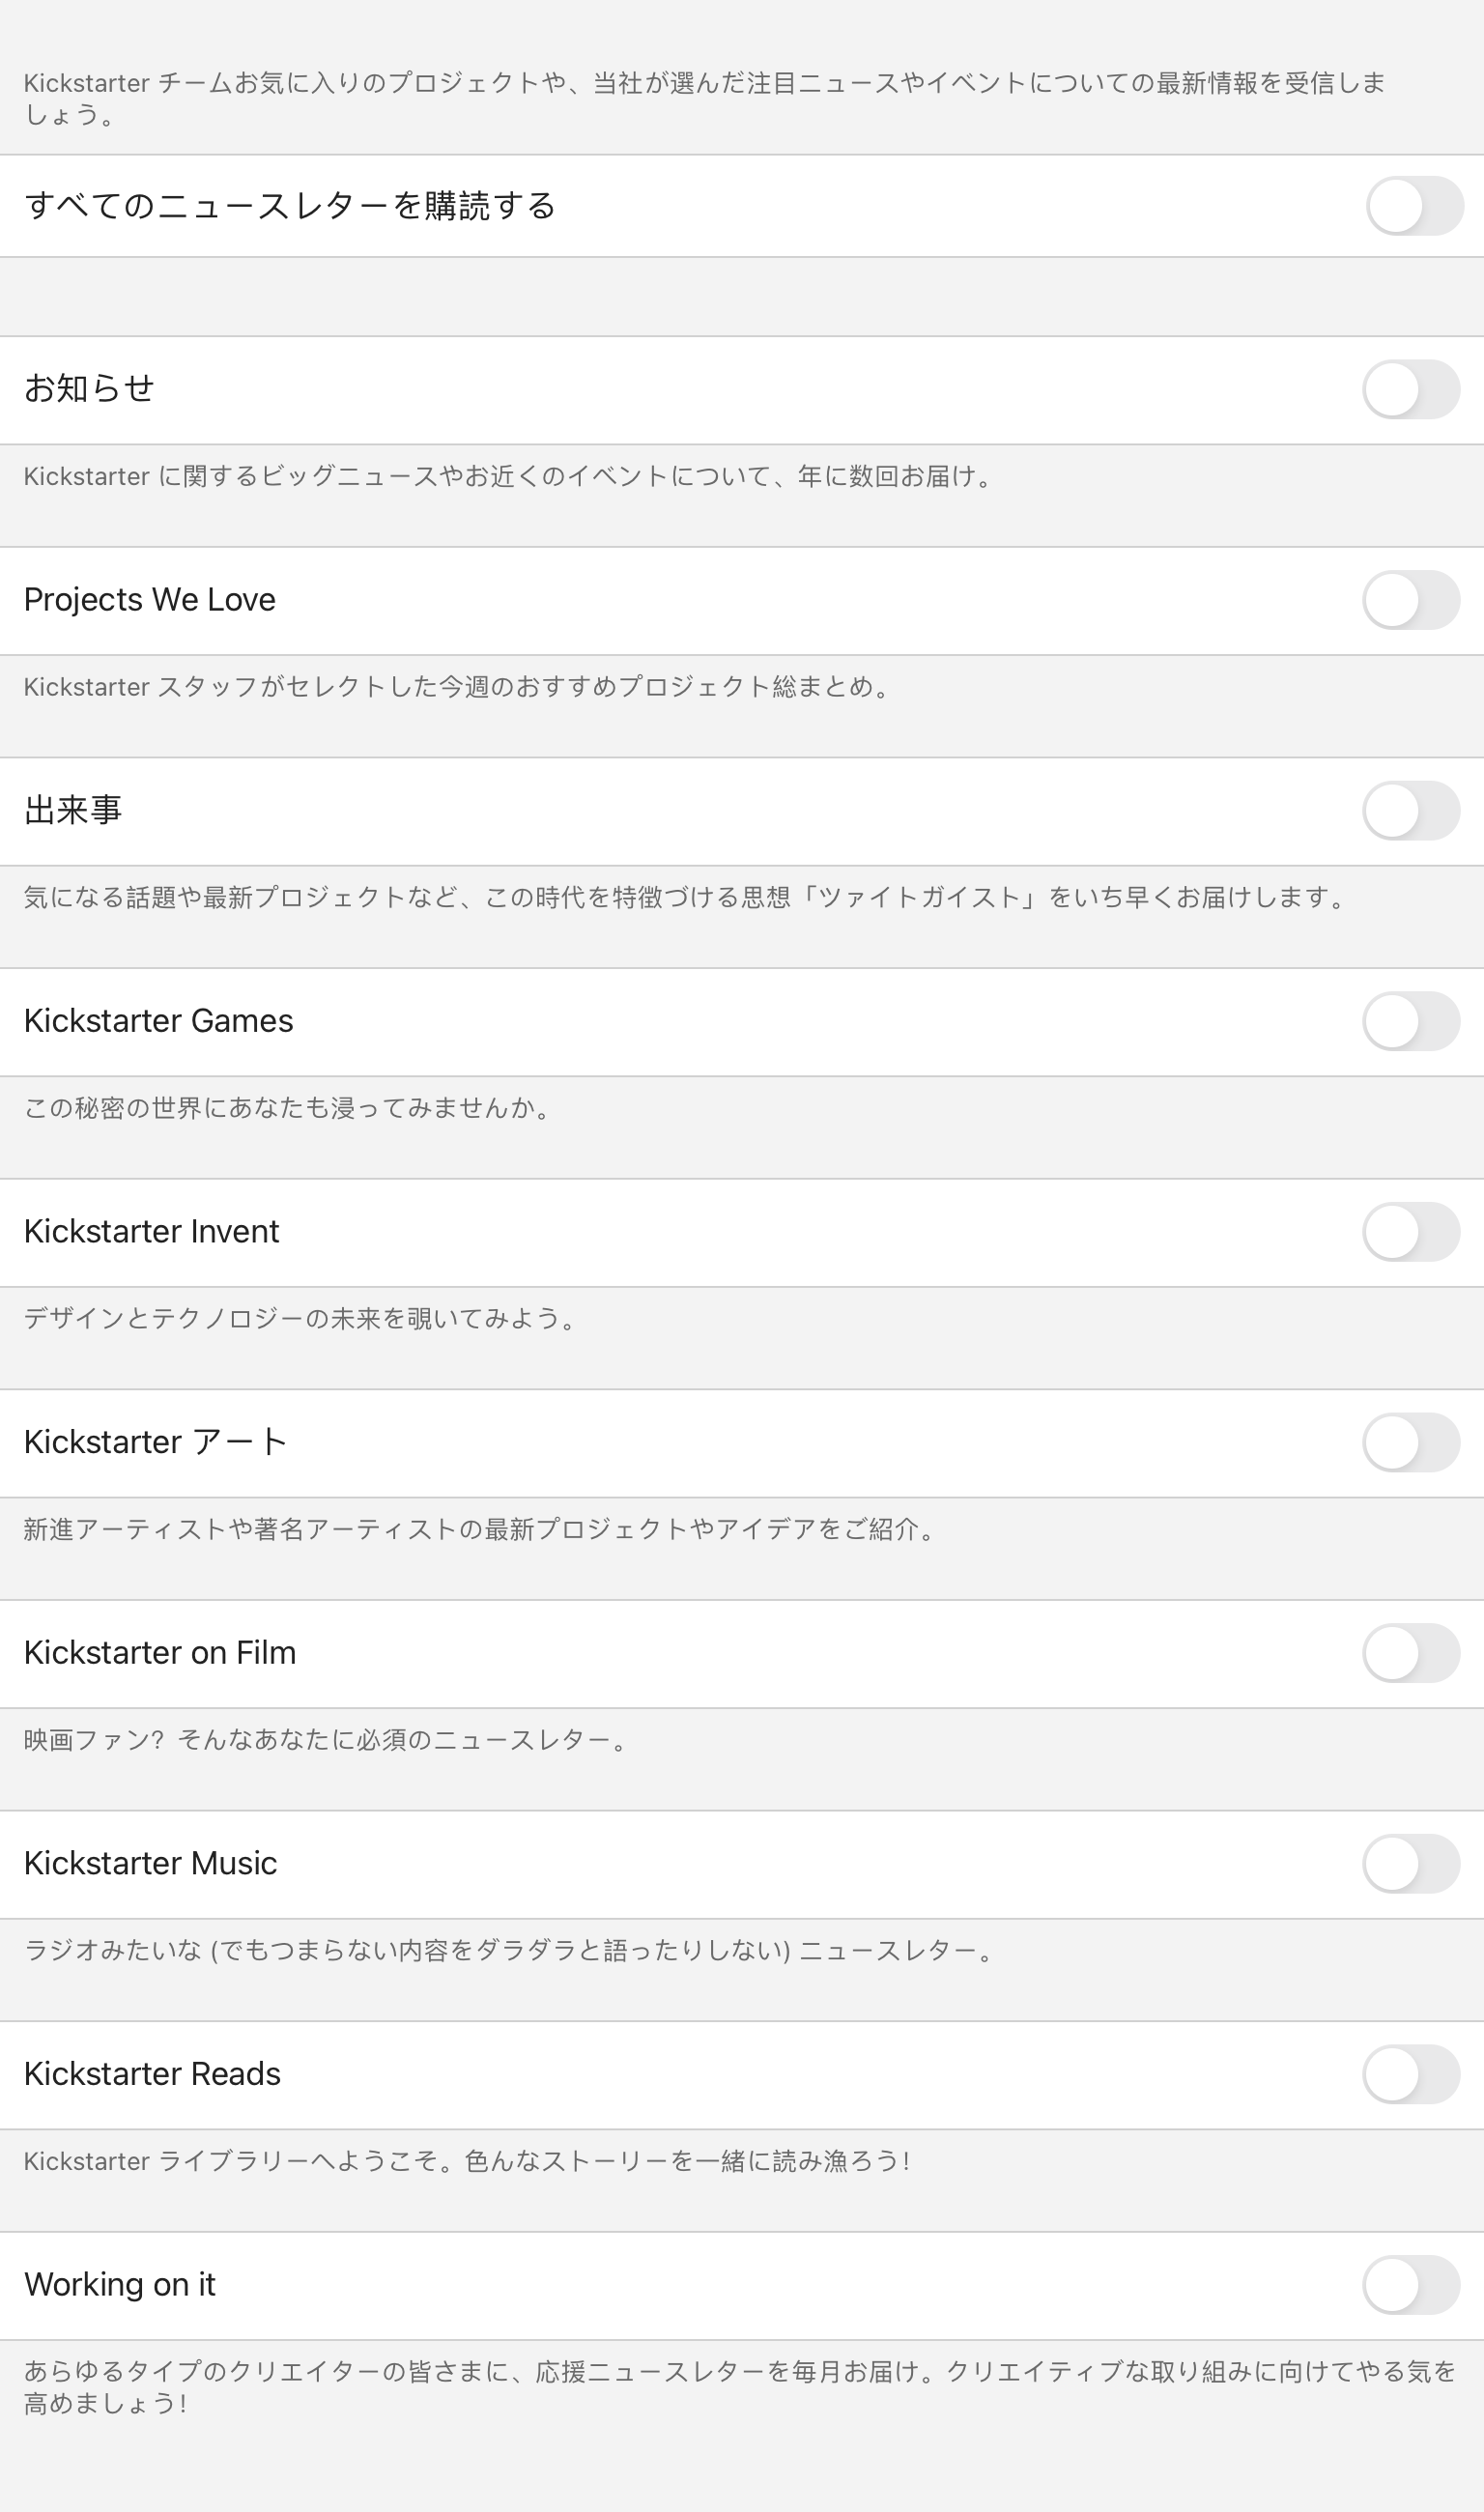 Kickstarter チームお気に入りのプロジェクトや、当社が選んだ注目ニュースやイベントについての最新情報を受信しま
しょう。
すべてのニュースレターを購読する
お知らせ
Kickstarter に関するビッグニュースやお近くのイベントについて、年に数回お届け。
Projects We Love
Kickstarter スタッフがセレクトした今週のおすすめプロジェクト総まとめ。
出来事
気になる話題や最新プロジェクトなど、この時代を特徴づける思想「ツァイトガイスト」をいち早くお届けします。
Kickstarter Games
この秘密の世界にあなたも浸ってみませんか。
Kickstarter Invent
デザインとテクノロジーの未来を覗いてみよう。
Kickstarter アート
新進アーティストや著名アーティストの最新プロジェクトやアイデアをご紹介。
Kickstarter on Film
映画ファン? そんなあなたに必須のニュースレター。
Kickstarter Music
ラジオみたいな (でもつまらない内容をダラダラと語ったりしない) ニュースレター。
Kickstarter Reads
Kickstarter ライブラリーへようこそ。色んなストーリーを一緒に読み漁ろう!
Working on it
あらゆるタイプのクリエイターの皆さまに、応援ニュースレターを毎月お届け。クリエイティブな取り組みに向けてやる気を
高めましょう!